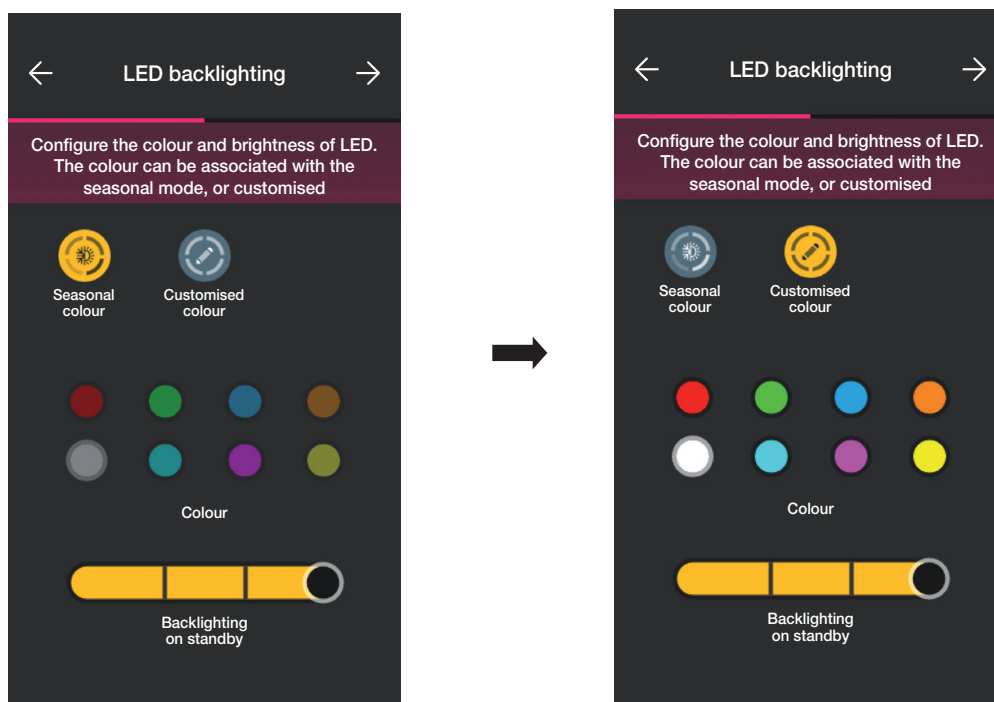 LED backlighting
Configure the colour and brightness of LED.
The colour can be associated with the
seasonal mode, or customised
Seasonal
colour
Customised
colour
Colour
Backlighting
on standby
LED backlighting
Configure the colour and brightness of LED.
The colour can be associated with the
seasonal mode, or customised
Seasonal
colour
Customised
colour
Colour
Backlighting
on standby